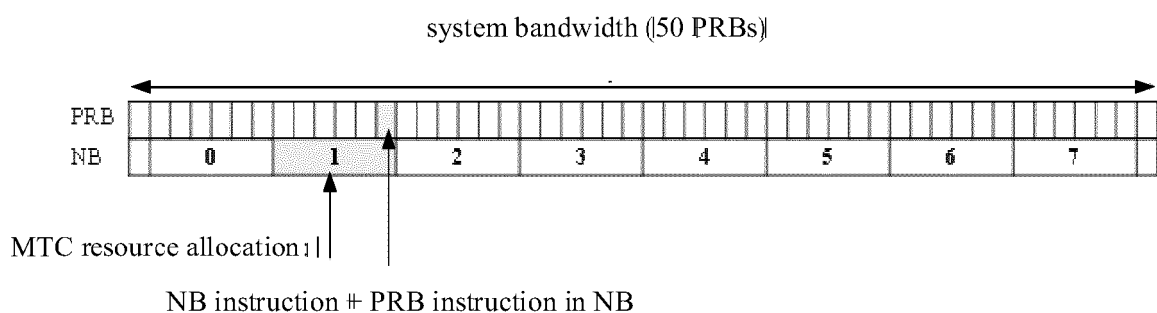 system bandwidth (50 PRBs)
PRB
NB 0 1 2 3 4 5 6 7
MTC resource allocation:
NB instruction + PRB instruction in NB